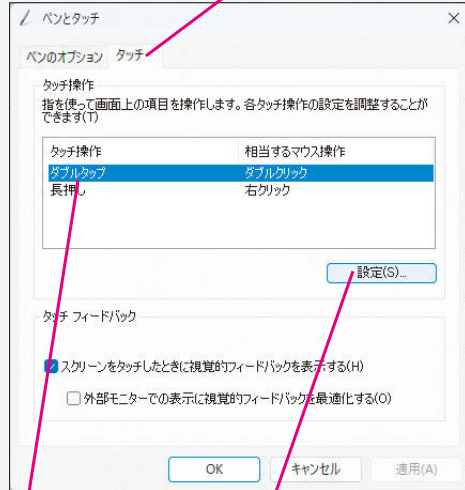 ペンとタッチ
ペンのオプション タッチ
タッチ操作
指を使って画面上の項目を操作します。各タッチ操作の設定を調整することが
できます(T)
タッチ操作 相当するマウス操作
ダブルタップ ダブルクリック
長押し 右クリック
設定(S)...
タッチ フィードバック
スクリーンをタッチしたときに視覚的フィードバックを表示する(H)
外部モニターでの表示に視覚的フィードバックを最適化する(O)
OK キャンセル 適用(A)